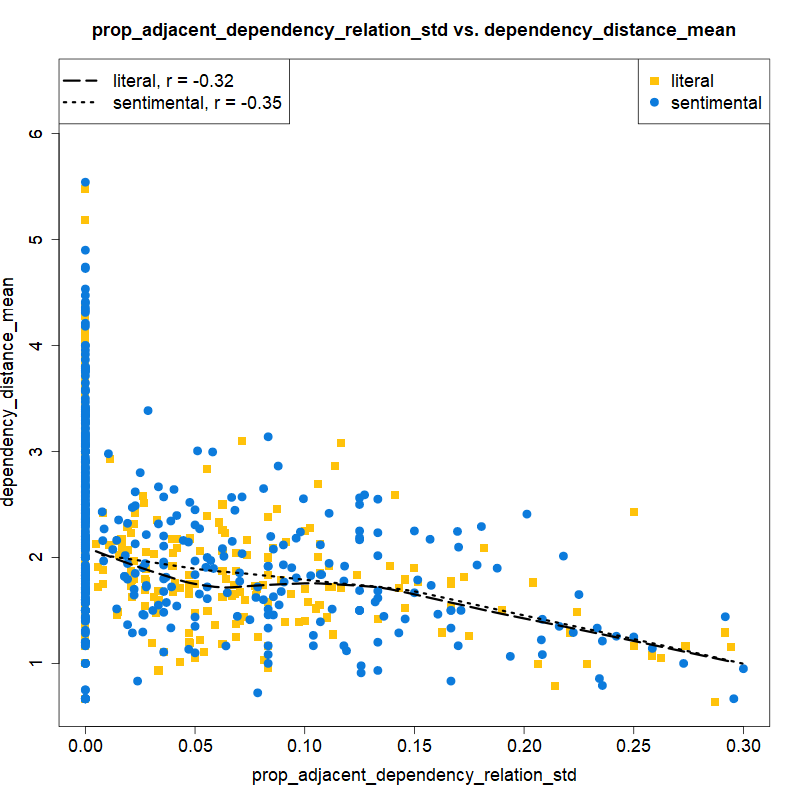 prop_adjacent_dependency_relation_std vs. dependency_distance_mean
literal, r = -0.32
sentimental, r = -0.35
literal
sentimental
6
5
4
3
2
1
dependency_distance_mean
0.00 0.05 0.10 0.15 0.20 0.25 0.30
prop_adjacent_dependency_relation_std